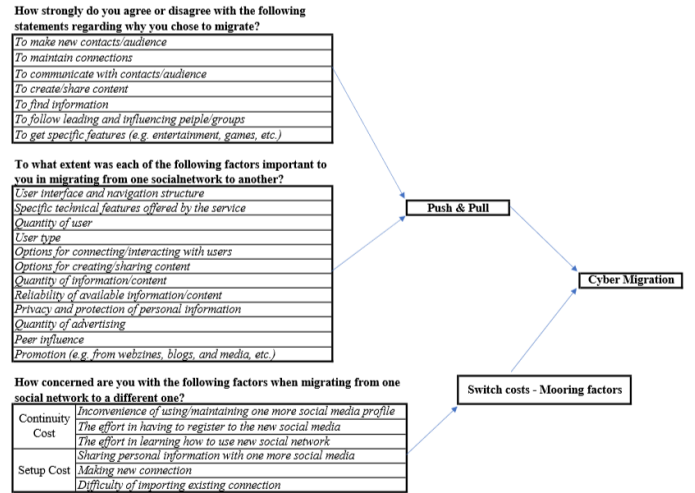 How strongly do you agree or disagree with the following
statements regarding why you chose to migrate?
To make new contacts/audience
To maintain connections
To communicate with contacts/audience
To create/share content
To find information
To follow leading and influencing peiple/groups
To get specific features (e.g. entertainment, games, etc.)
To what extent was each of the following factors important to
you in migrating from one socialnetwork to another?
User interface and navigation structure
Specific technical features offered by the service
Quantity of user
User type
Options for connecting/interacting with users
Options for creating/sharing content
Quantity of information/content
Reliability of available information/content
Privacy and protection of personal information
Quantity of advertising
Peer influence
Promotion (e.g. from webzines, blogs, and media, etc.)
How concerned are you with the following factors when migrating from one
social network to a different one?
Continuity Cost
Inconvenience of using/maintaining one more social media profile
The effort in having to register to the new social media
The effort in learning how to use new social network
Setup Cost
Sharing personal information with one more social media
Making new connection
Difficulty of importing existing connection
Push & Pull
Switch costs - Mooring factors
Cyber Migration